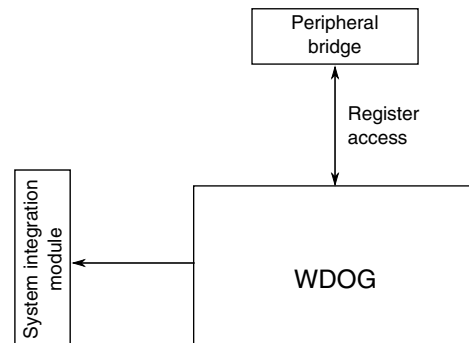 Peripheral
bridge
Register
access
System integration
module
WDOG